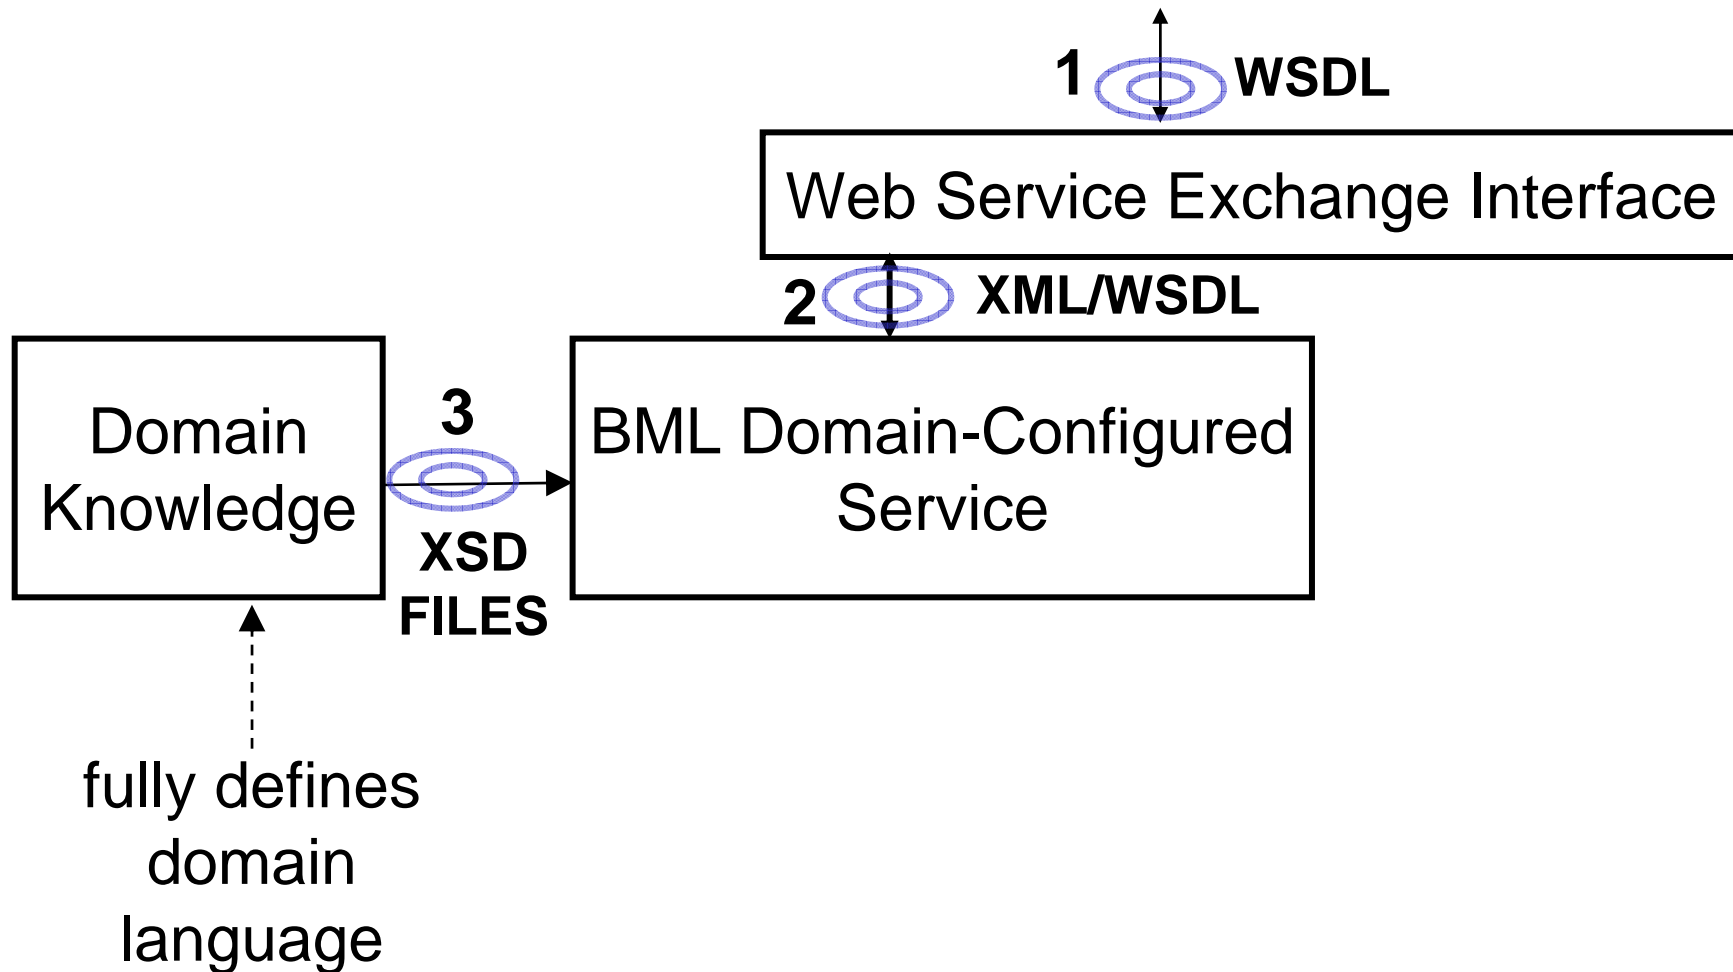 1 WSDL
Web Service Exchange Interface
2 XML/WSDL
Domain
Knowledge
3
XSD
FILES
BML Domain-Configured
Service
fully defines
domain
language